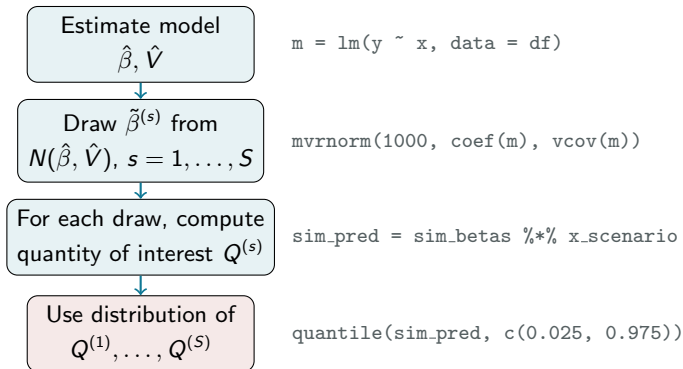 Estimate model
β̂, V̂
m = lm(y ~ x, data = df)
Draw β̃⁽ˢ⁾ from
N(β̂, V̂), s = 1, . . . , S
mvrnorm(1000, coef(m), vcov(m))
For each draw, compute
quantity of interest Q⁽ˢ⁾
sim_pred = sim_betas %*% x_scenario
Use distribution of
Q⁽¹⁾, . . . , Q⁽ˢ⁾
quantile(sim_pred, c(0.025, 0.975))